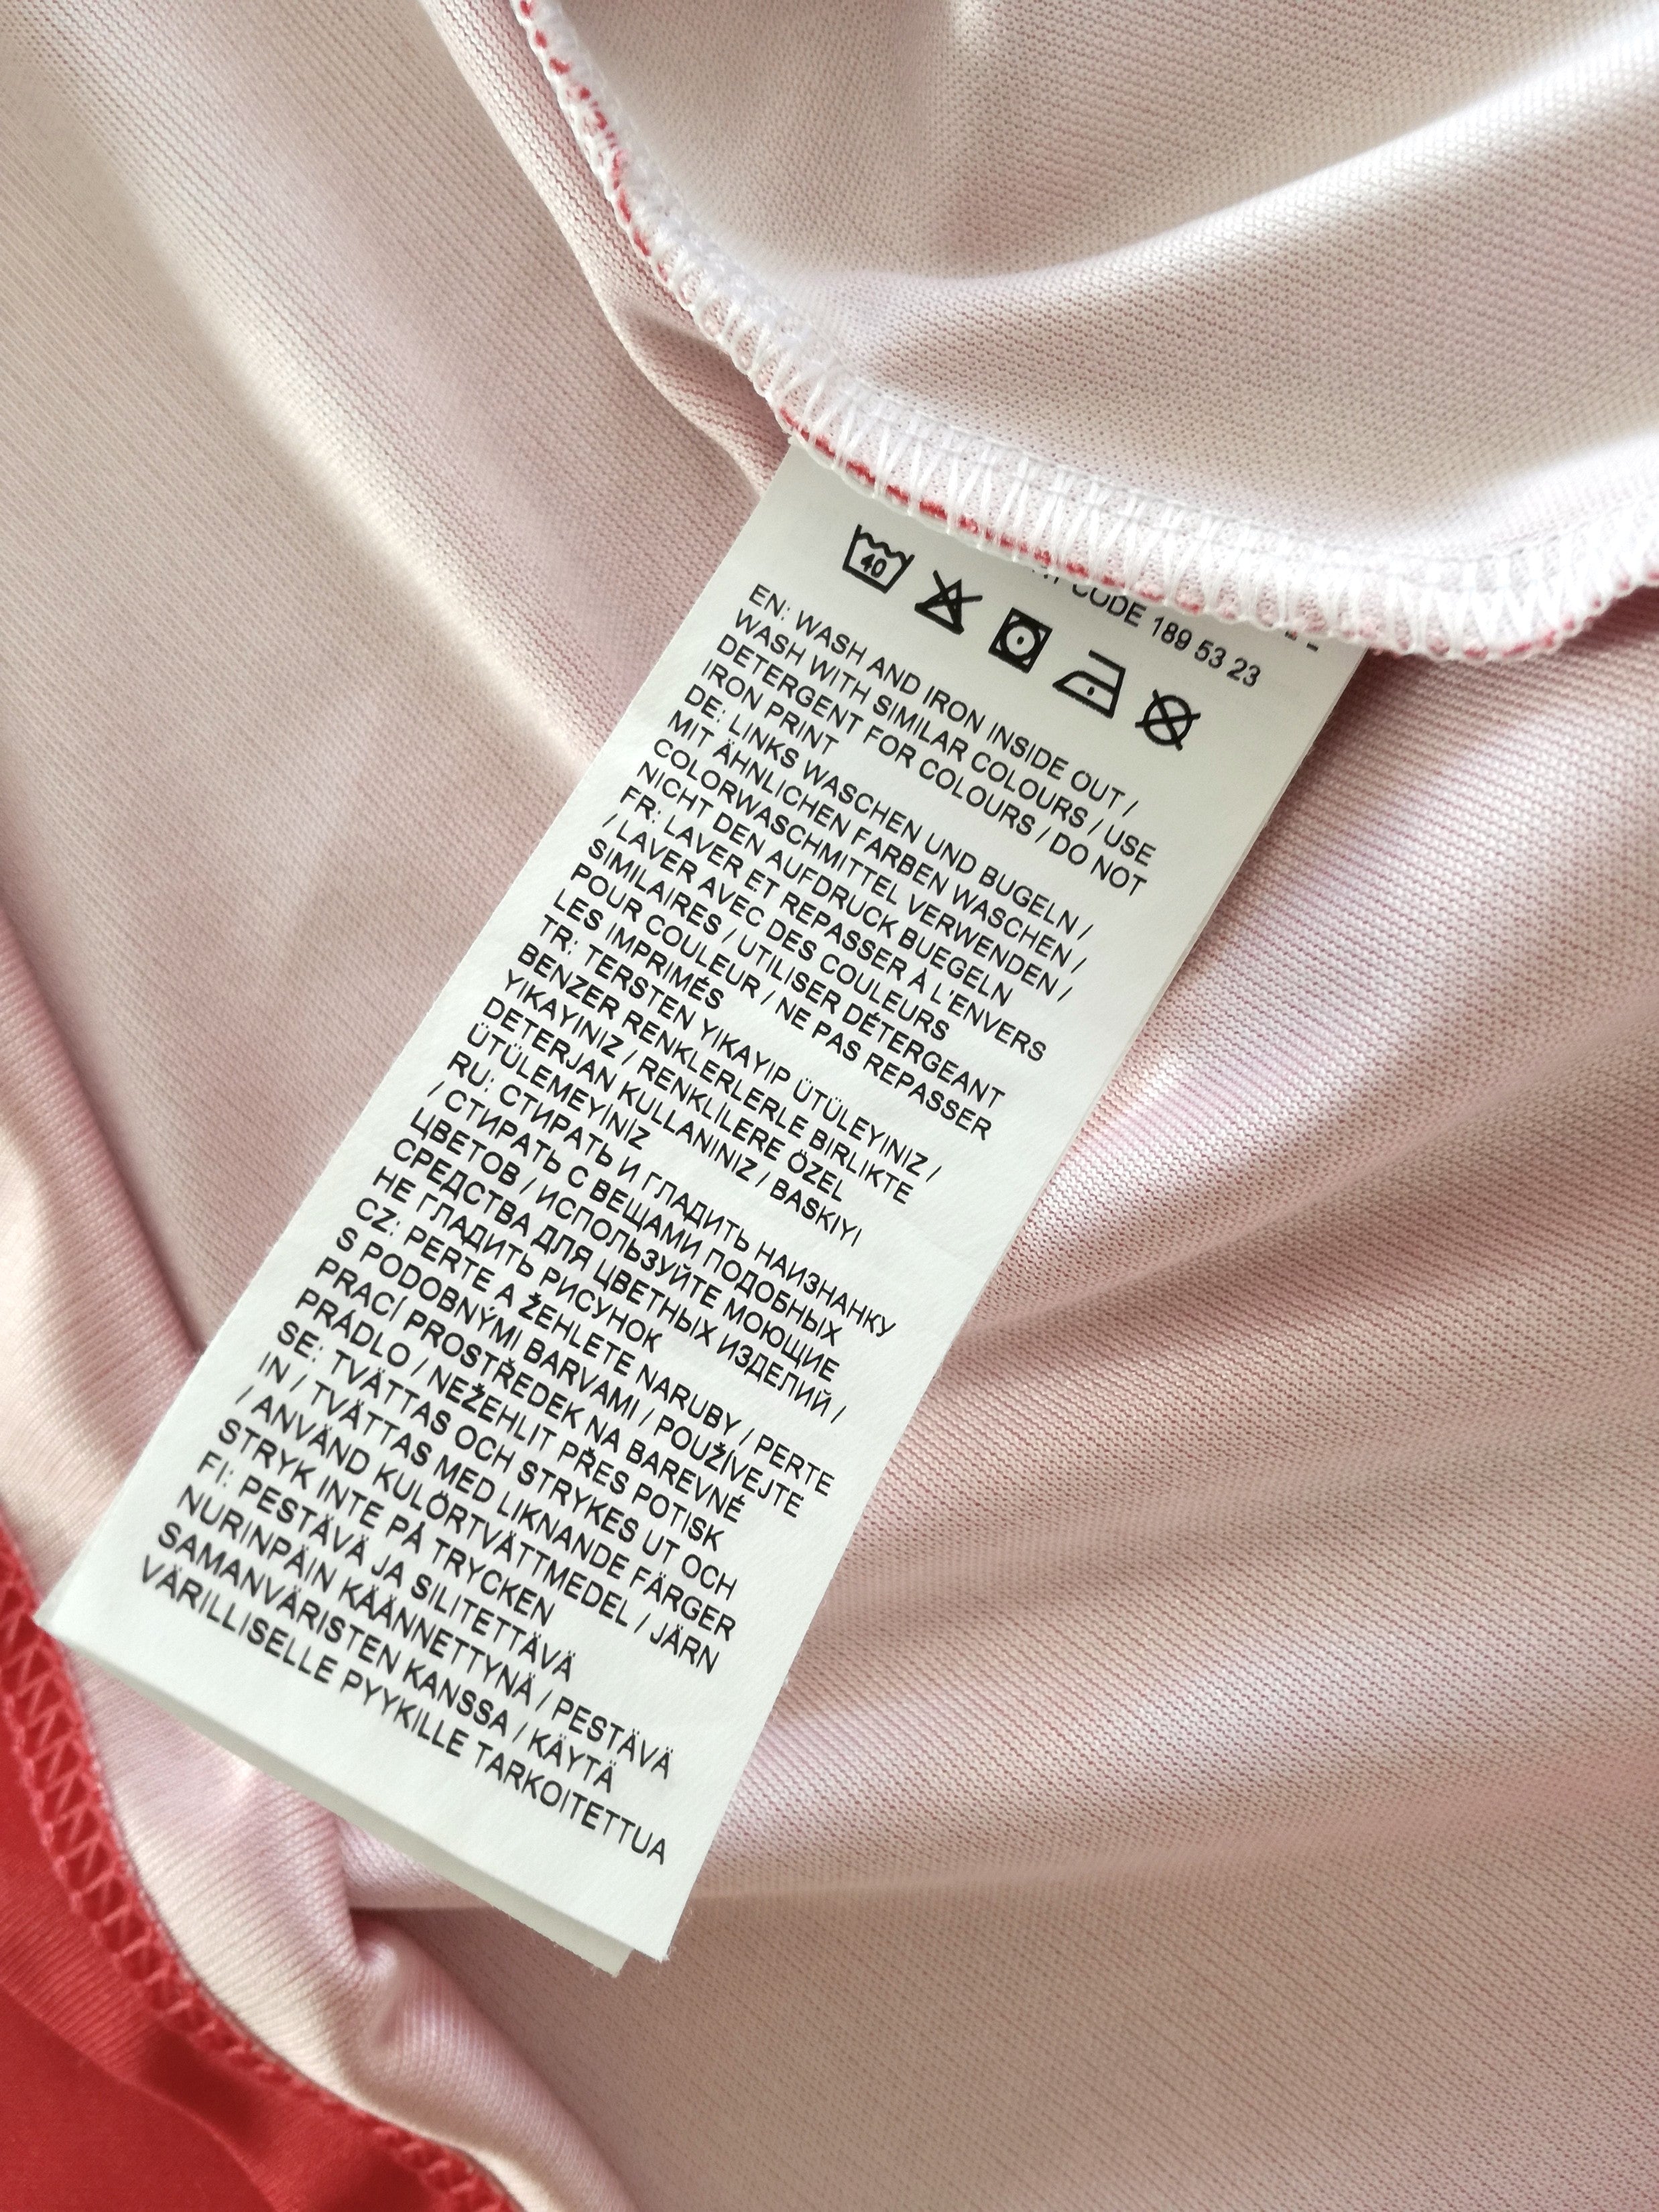 CODE 189 53 23
40
EN: WASH AND IRON INSIDE OUT /
WASH WITH SIMILAR COLOURS / USE
DETERGENT FOR COLOURS / DO NOT
IRON PRINT
DE: LINKS WASCHEN UND BUGELN /
MIT ÄHNLICHEN FARBEN WASCHEN /
COLORWASCHMITTEL VERWENDEN /
NICHT DEN AUFDRUCK BUEGELN
FR: LAVER ET REPASSER À L'ENVERS
/ LAVER AVEC DES COULEURS
SIMILAIRES / UTILISER DÉTERGEANT
POUR COULEUR / NE PAS REPASSER
LES IMPRIMÉS
TR: TERSTEN YIKAYIP ÜTÜLEYINIZ /
BENZER RENKLERLERLE BIRLIKTE
YIKAYINIZ / RENKLILERE ÖZEL
DETERJAN KULLANINIZ / BASKIYI
ÜTÜLEMEYİNİZ
RU: СТИРАТЬ И ГЛАДИТЬ НАИЗНАНКУ
/ СТИРАТЬ С ВЕЩАМИ ПОДОБНЫХ
ЦВЕТОВ / ИСПОЛЬЗУЙТЕ МОЮЩИЕ
СРЕДСТВА ДЛЯ ЦВЕТНЫХ ИЗДЕЛИЙ /
НЕ ГЛАДИТЬ РИСУНОК
CZ: PERTE A ŽEHLETE NARUBY / PERTE
S PODOBNÝMI BARVAMI / POUŽÍVEJTE
PRACÍ PROSTŘEDEK NA BAREVNÉ
PRÁDLO / NEŽEHLIT PŘES POTISK
SE: TVÄTTAS OCH STRYKES UT OCH
IN / TVÄTTAS MED LIKNANDE FÄRGER
/ ANVÄND KULÖRTVÄTTMEDEL / JÄRN
STRYK INTE PÅ TRYCKEN
FI: PESTÄVÄ JA SILITETTÄVÄ
NURINPÄIN KÄÄNNETTYNÄ / PESTÄVÄ
SAMANVÄRISTEN KANSSA / KÄYTÄ
VÄRILLISELLE PYYKILLE TARKOITETTUA